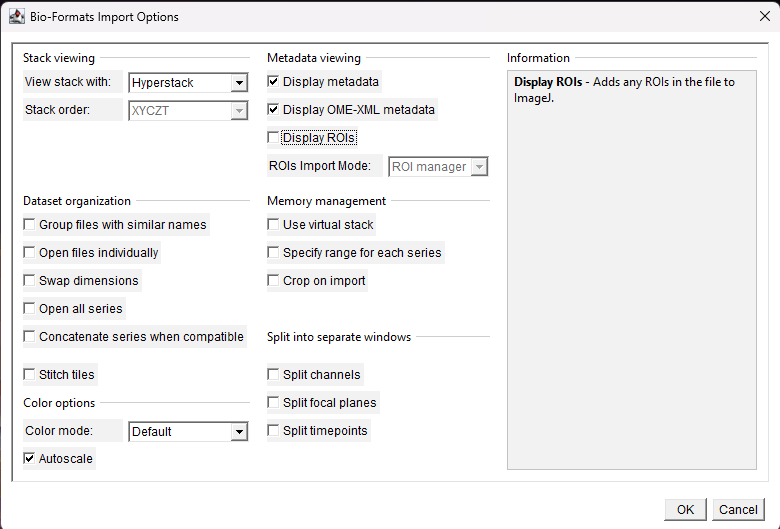 Bio-Formats Import Options
Stack viewing
View stack with: Hyperstack
Stack order: XYCZT
Metadata viewing
Display metadata
Display OME-XML metadata
Display ROIs
ROIs Import Mode: ROI manager
Information
Display ROIs - Adds any ROIs in the file to
ImageJ.
Dataset organization
Group files with similar names
Open files individually
Swap dimensions
Open all series
Concatenate series when compatible
Stitch tiles
Memory management
Use virtual stack
Specify range for each series
Crop on import
Split into separate windows
Split channels
Split focal planes
Split timepoints
Color options
Color mode: Default
Autoscale
OK
Cancel